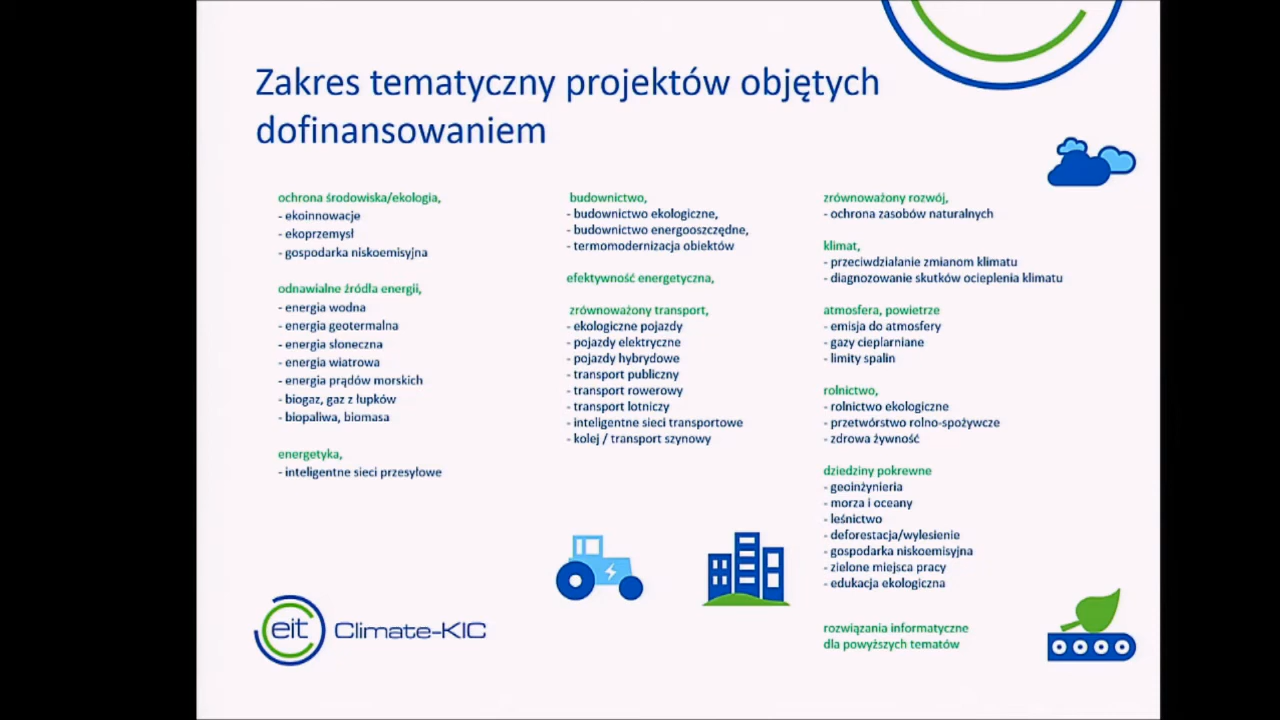 Zakres tematyczny projektów objętych
dofinansowaniem
ochrona środowiska/ekologia,
- ekoinnowacje
- ekoprzemysł
- gospodarka niskoemisyjna
odnawialne źródła energii,
- energia wodna
- energia geotermalna
- energia słoneczna
- energia wiatrowa
- energia prądów morskich
- biogaz, gaz z łupków
- biopaliwa, biomasa
energetyka,
- inteligentne sieci przesyłowe
budownictwo,
- budownictwo ekologiczne,
- budownictwo energooszczędne,
- termomodernizacja obiektów
efektywność energetyczna,
zrównoważony transport,
- ekologiczne pojazdy
- pojazdy elektryczne
- pojazdy hybrydowe
- transport publiczny
- transport rowerowy
- transport lotniczy
- inteligentne sieci transportowe
- kolej / transport szynowy
zrównoważony rozwój,
- ochrona zasobów naturalnych
klimat,
- przeciwdziałanie zmianom klimatu
- diagnozowanie skutków ocieplenia klimatu
atmosfera, powietrze
- emisja do atmosfery
- gazy cieplarniane
- limity spalin
rolnictwo,
- rolnictwo ekologiczne
- przetwórstwo rolno-spożywcze
- zdrowa żywność
dziedziny pokrewne
- geoinżynieria
- morza i oceany
- leśnictwo
- deforestacja/wylesienie
- gospodarka niskoemisyjna
- zielone miejsca pracy
- edukacja ekologiczna
rozwiązania informatyczne
dla powyższych tematów
eit Climate-KIC